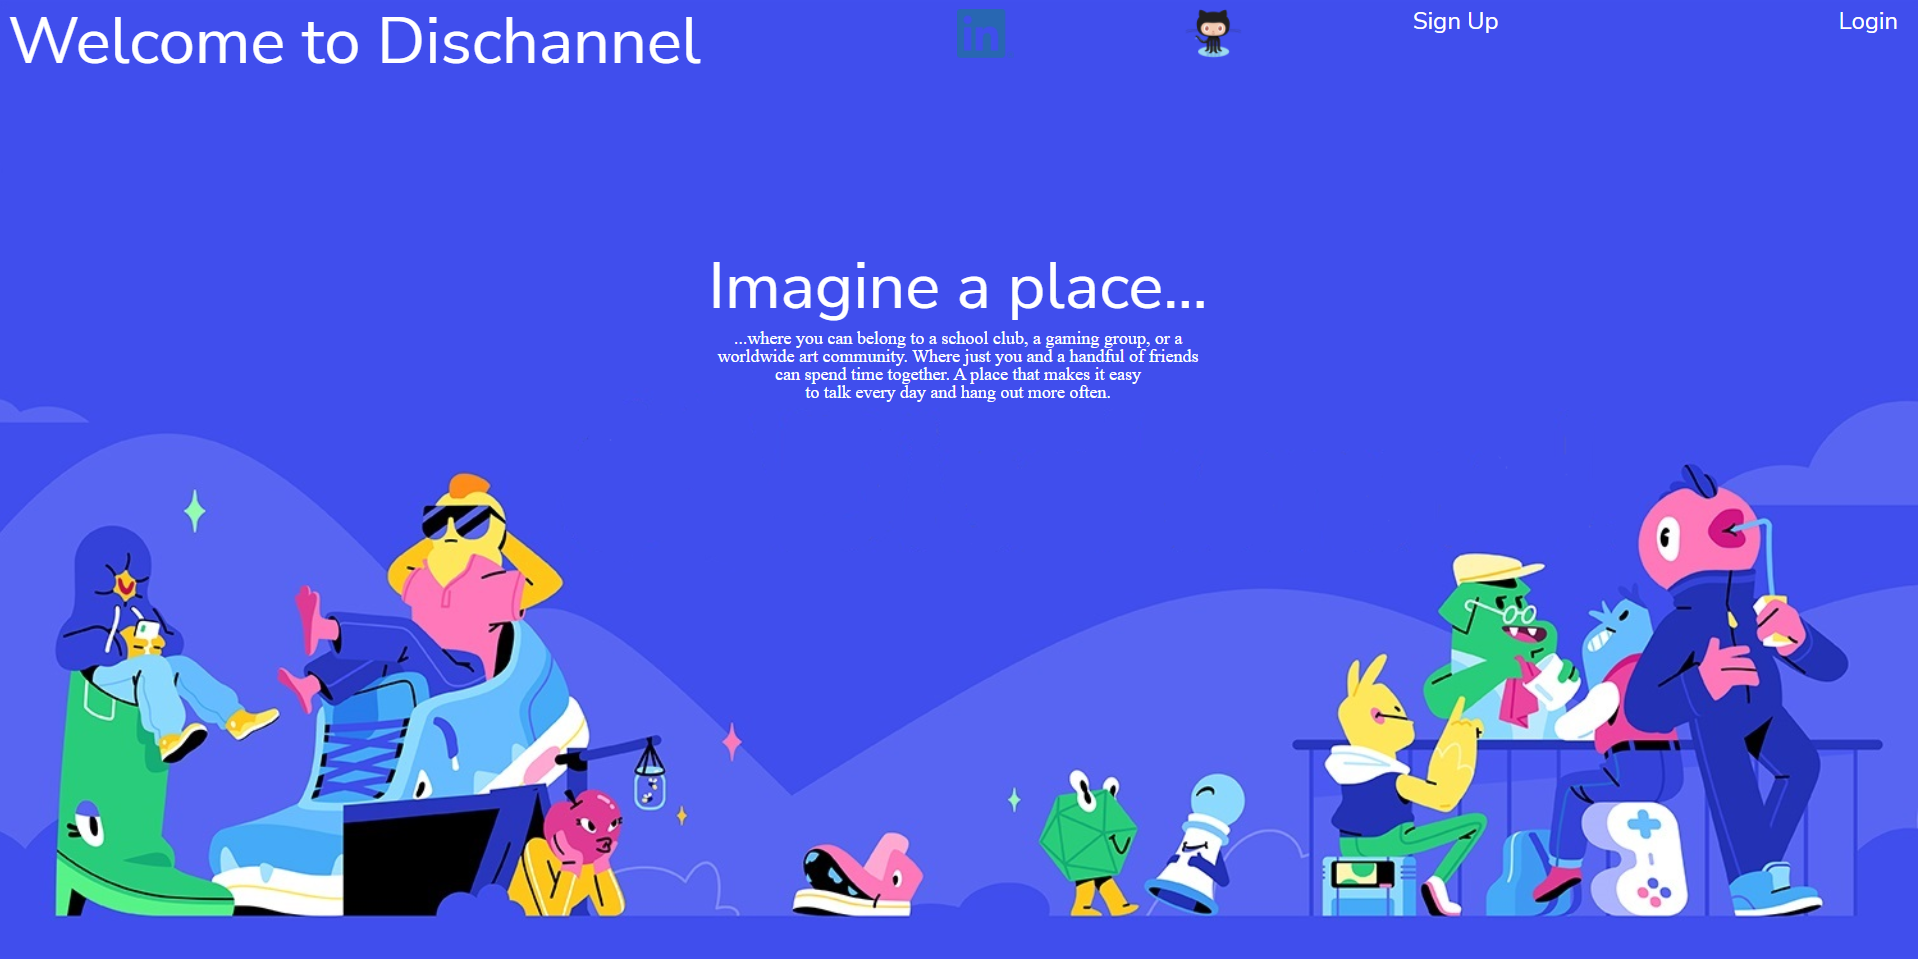 Welcome to Dischannel
in
Sign Up
Login
Imagine a place...
...where you can belong to a school club, a gaming group, or a
worldwide art community. Where just you and a handful of friends
can spend time together. A place that makes it easy
to talk every day and hang out more often.